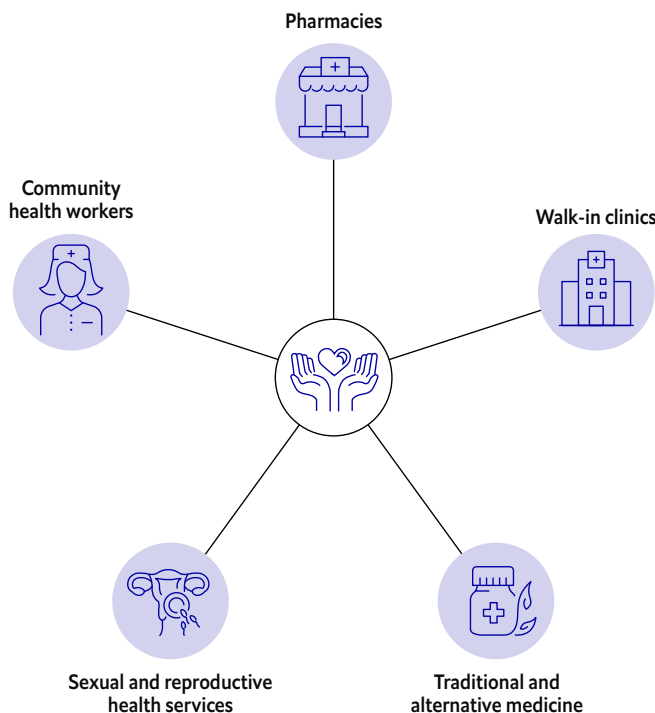 Pharmacies
Community
health workers
Walk-in clinics
Sexual and reproductive
health services
Traditional and
alternative medicine